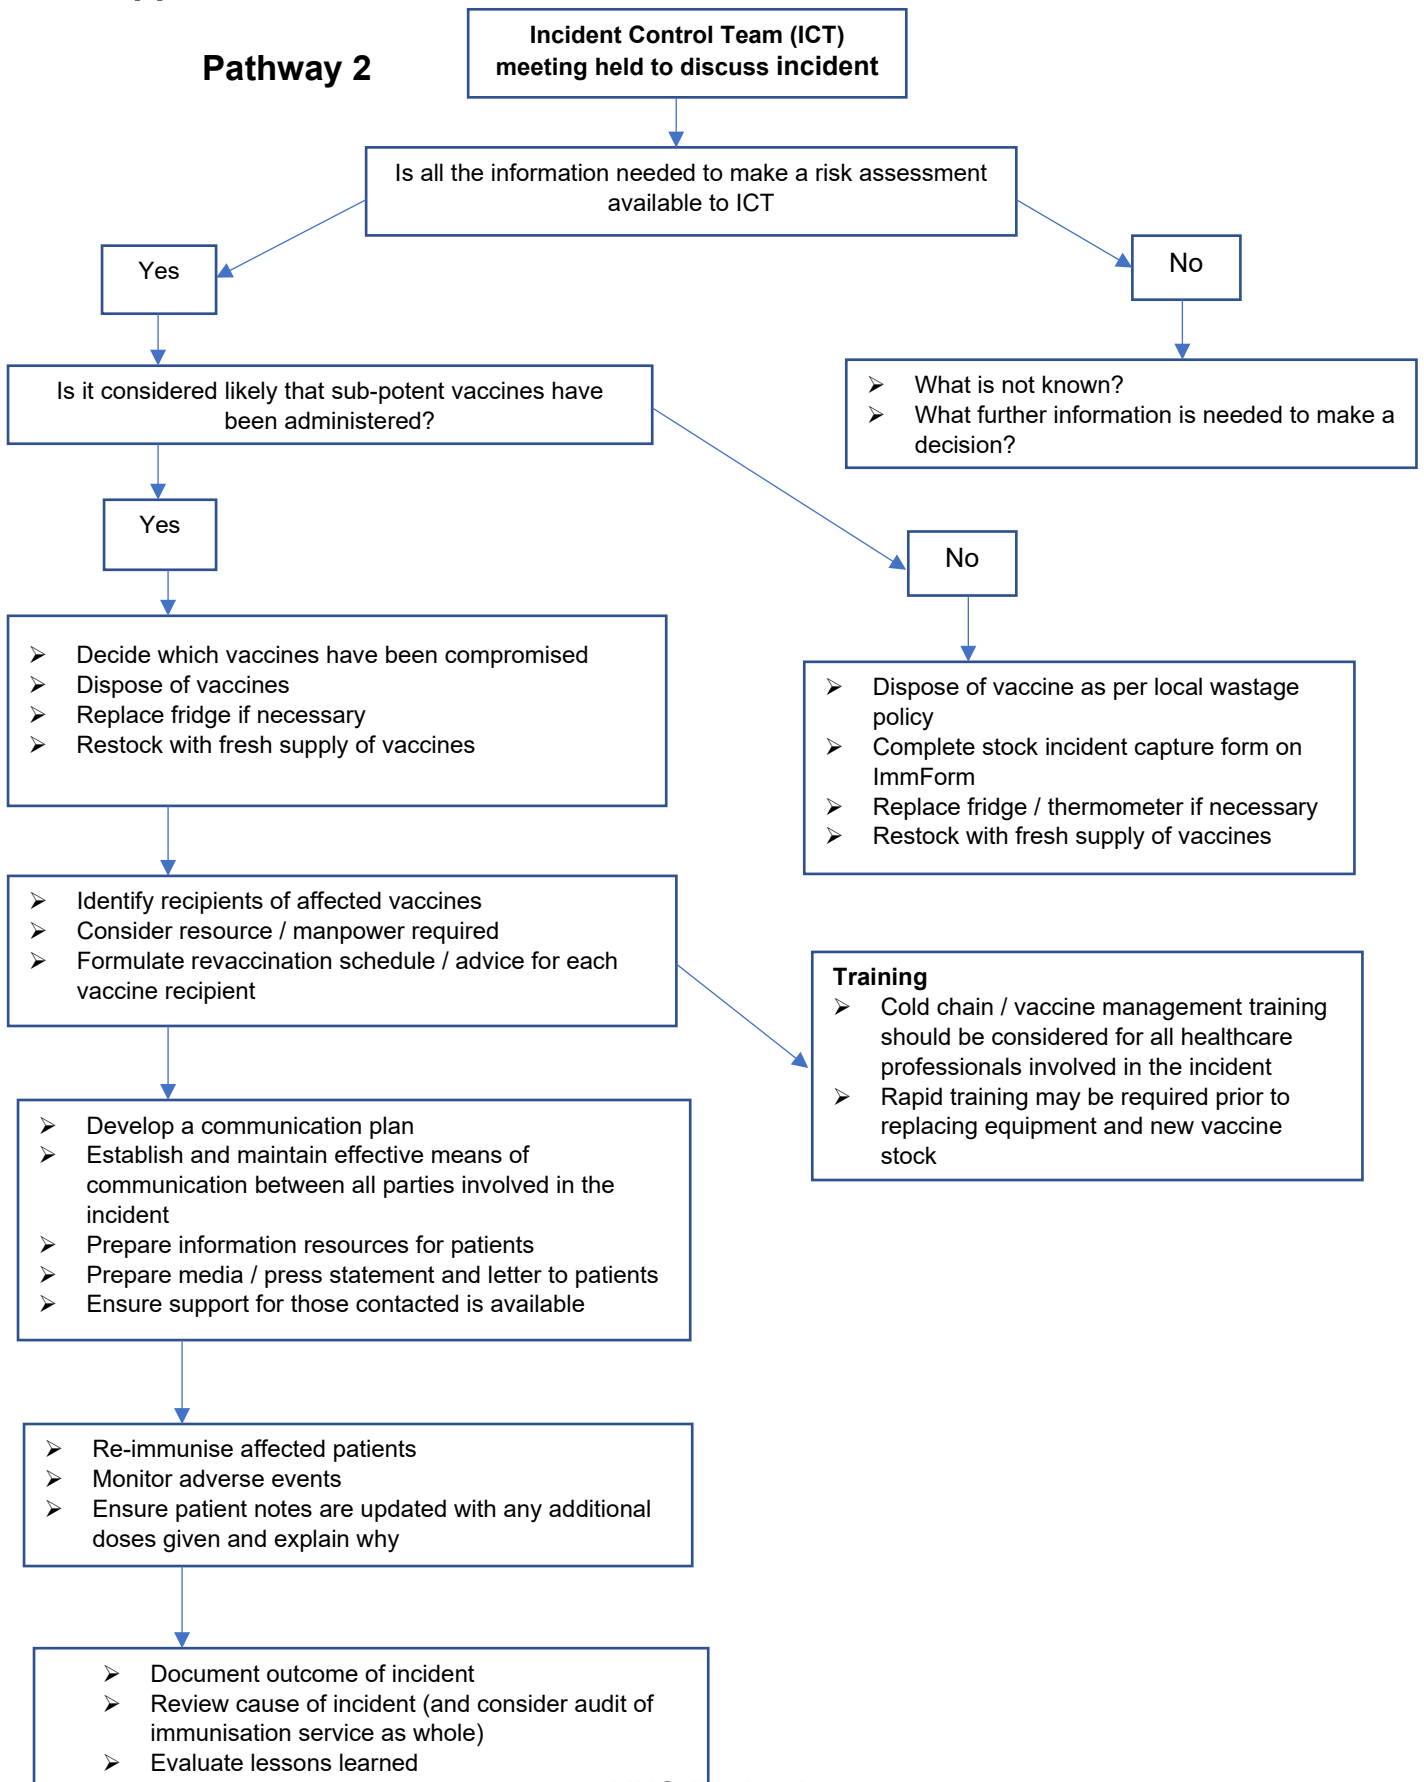 Pathway 2
Incident Control Team (ICT)
meeting held to discuss incident
Is all the information needed to make a risk assessment
available to ICT
Yes
No
Is it considered likely that sub-potent vaccines have
been administered?
➢ What is not known?
➢ What further information is needed to make a
decision?
Yes
No
➢ Decide which vaccines have been compromised
➢ Dispose of vaccines
➢ Replace fridge if necessary
➢ Restock with fresh supply of vaccines
➢ Dispose of vaccine as per local wastage
policy
➢ Complete stock incident capture form on
ImmForm
➢ Replace fridge / thermometer if necessary
➢ Restock with fresh supply of vaccines
➢ Identify recipients of affected vaccines
➢ Consider resource / manpower required
➢ Formulate revaccination schedule / advice for each
vaccine recipient
Training
➢ Cold chain / vaccine management training
should be considered for all healthcare
professionals involved in the incident
➢ Rapid training may be required prior to
replacing equipment and new vaccine
stock
➢ Develop a communication plan
➢ Establish and maintain effective means of
communication between all parties involved in the
incident
➢ Prepare information resources for patients
➢ Prepare media / press statement and letter to patients
➢ Ensure support for those contacted is available
➢ Re-immunise affected patients
➢ Monitor adverse events
➢ Ensure patient notes are updated with any additional
doses given and explain why
➢ Document outcome of incident
➢ Review cause of incident (and consider audit of
immunisation service as whole)
➢ Evaluate lessons learned